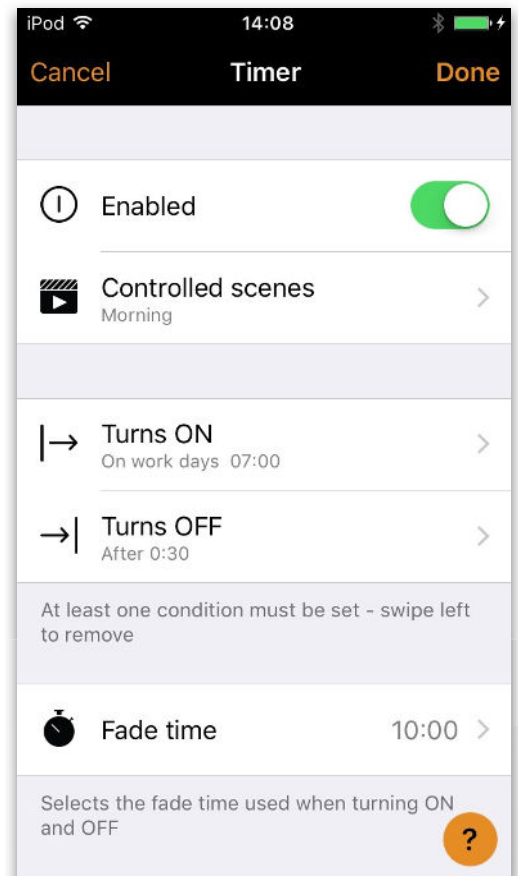 iPod 14:08
Cancel Timer Done
Enabled
Controlled scenes
Morning
Turns ON
On work days 07:00
Turns OFF
After 0:30
At least one condition must be set - swipe left
to remove
Fade time 10:00
Selects the fade time used when turning ON
and OFF
?